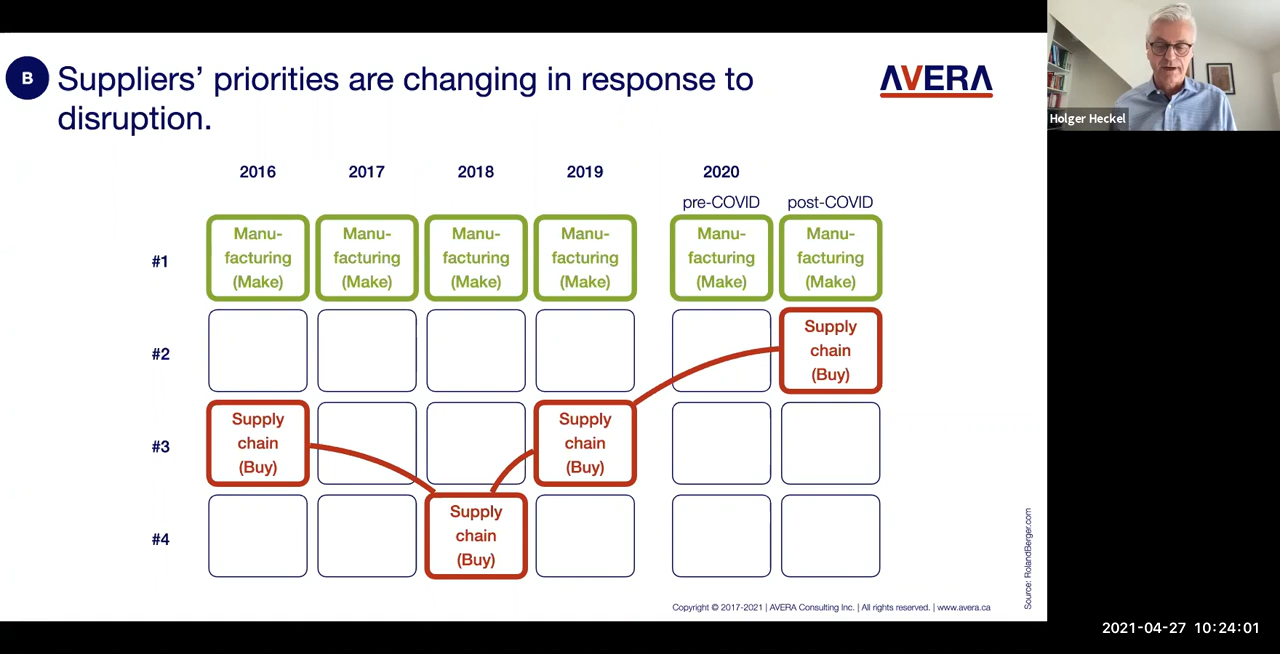 B
Suppliers’ priorities are changing in response to
disruption.
AVERA
Holger Heckel
2016 2017 2018 2019 2020
pre-COVID post-COVID
#1
Manu-
facturing
(Make)
Manu-
facturing
(Make)
Manu-
facturing
(Make)
Manu-
facturing
(Make)
Manu-
facturing
(Make)
Manu-
facturing
(Make)
#2
Supply
chain
(Buy)
#3
Supply
chain
(Buy)
Supply
chain
(Buy)
#4
Supply
chain
(Buy)
Source: RolandBerger.com
Copyright © 2017-2021 | AVERA Consulting Inc. | All rights reserved. | www.avera.ca
2021-04-27 10:24:01